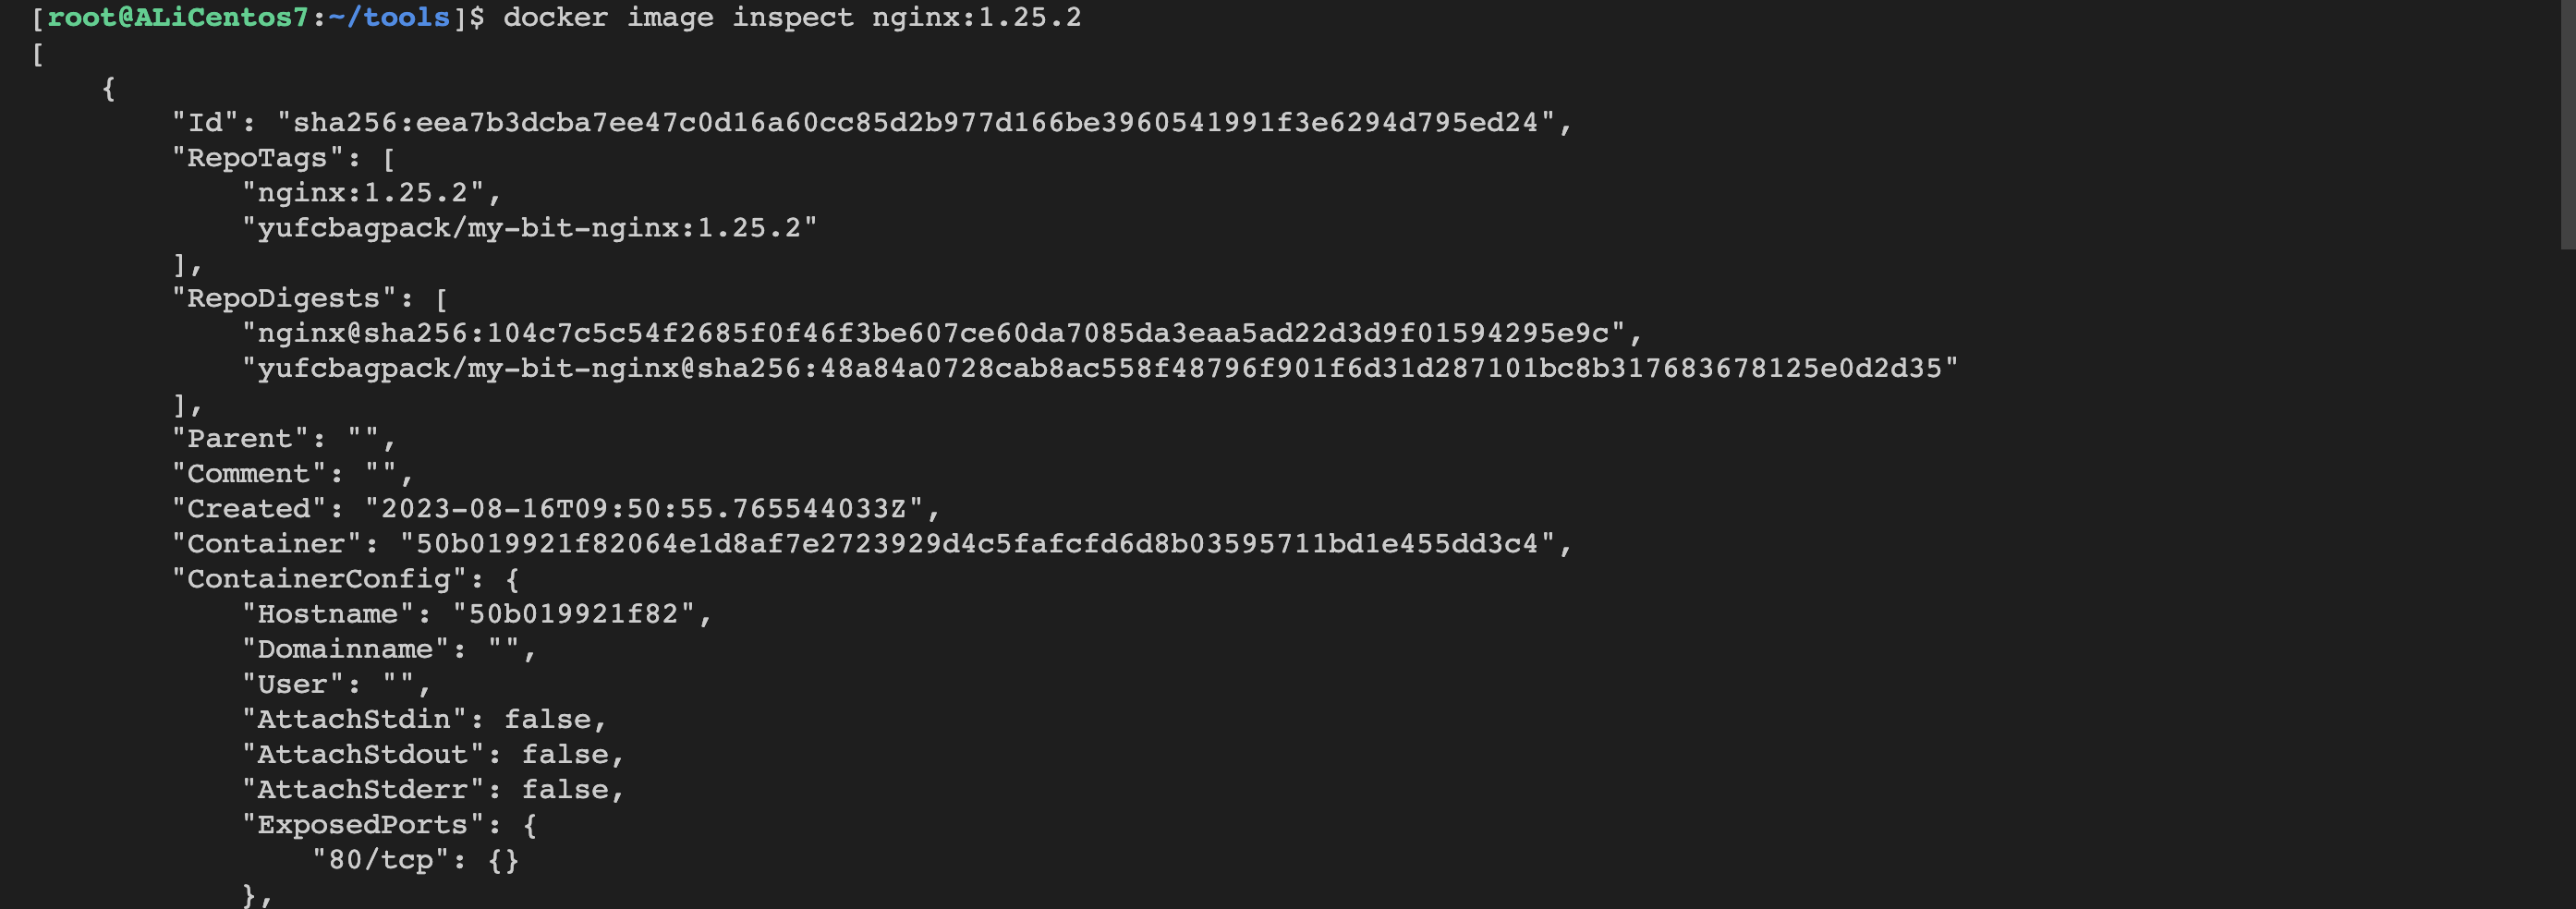 [root@ALiCentos7:~/tools]$ docker image inspect nginx:1.25.2
[
    {
        "Id": "sha256:eea7b3dcba7ee47c0d16a60cc85d2b977d166be3960541991f3e6294d795ed24",
        "RepoTags": [
            "nginx:1.25.2",
            "yufcbagpack/my-bit-nginx:1.25.2"
        ],
        "RepoDigests": [
            "nginx@sha256:104c7c5c54f2685f0f46f3be607ce60da7085da3eaa5ad22d3d9f01594295e9c",
            "yufcbagpack/my-bit-nginx@sha256:48a84a0728cab8ac558f48796f901f6d31d287101bc8b317683678125e0d2d35"
        ],
        "Parent": "",
        "Comment": "",
        "Created": "2023-08-16T09:50:55.765544033Z",
        "Container": "50b019921f82064e1d8af7e2723929d4c5fafcfd6d8b03595711bd1e455dd3c4",
        "ContainerConfig": {
            "Hostname": "50b019921f82",
            "Domainname": "",
            "User": "",
            "AttachStdin": false,
            "AttachStdout": false,
            "AttachStderr": false,
            "ExposedPorts": {
                "80/tcp": {}
            },